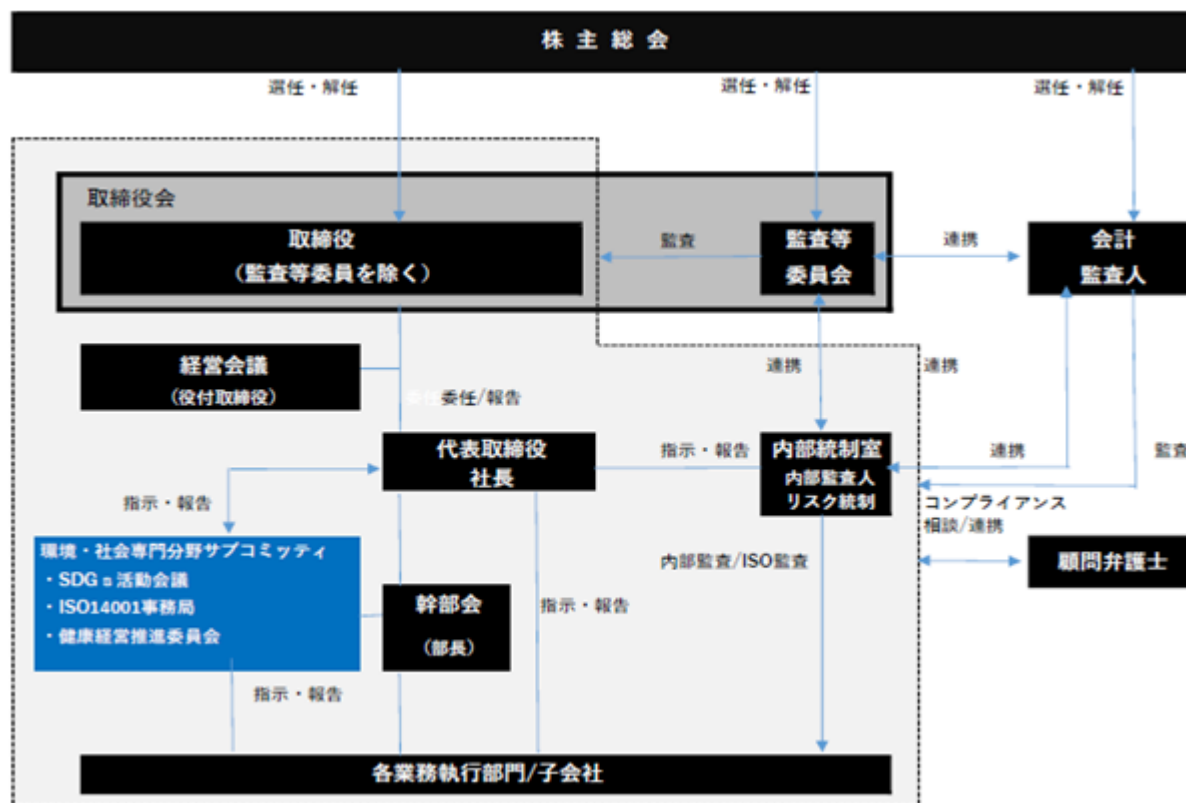 株主総会
選任・解任
選任・解任
選任・解任
取締役会
取締役
(監査等委員を除く)
監査
監査等
委員会
連携
会計
監査人
経営会議
(役付取締役)
連携
連携
委任委任/報告
代表取締役
社長
指示・報告
内部統制室
内部監査人
リスク統制
連携
監査
指示・報告
コンプライアンス
相談/連携
環境・社会専門分野サブコミッティ
・SDGs活動会議
・ISO14001事務局
・健康経営推進委員会
内部監査/ISO監査
顧問弁護士
幹部会
(部長)
指示・報告
指示・報告
各業務執行部門/子会社